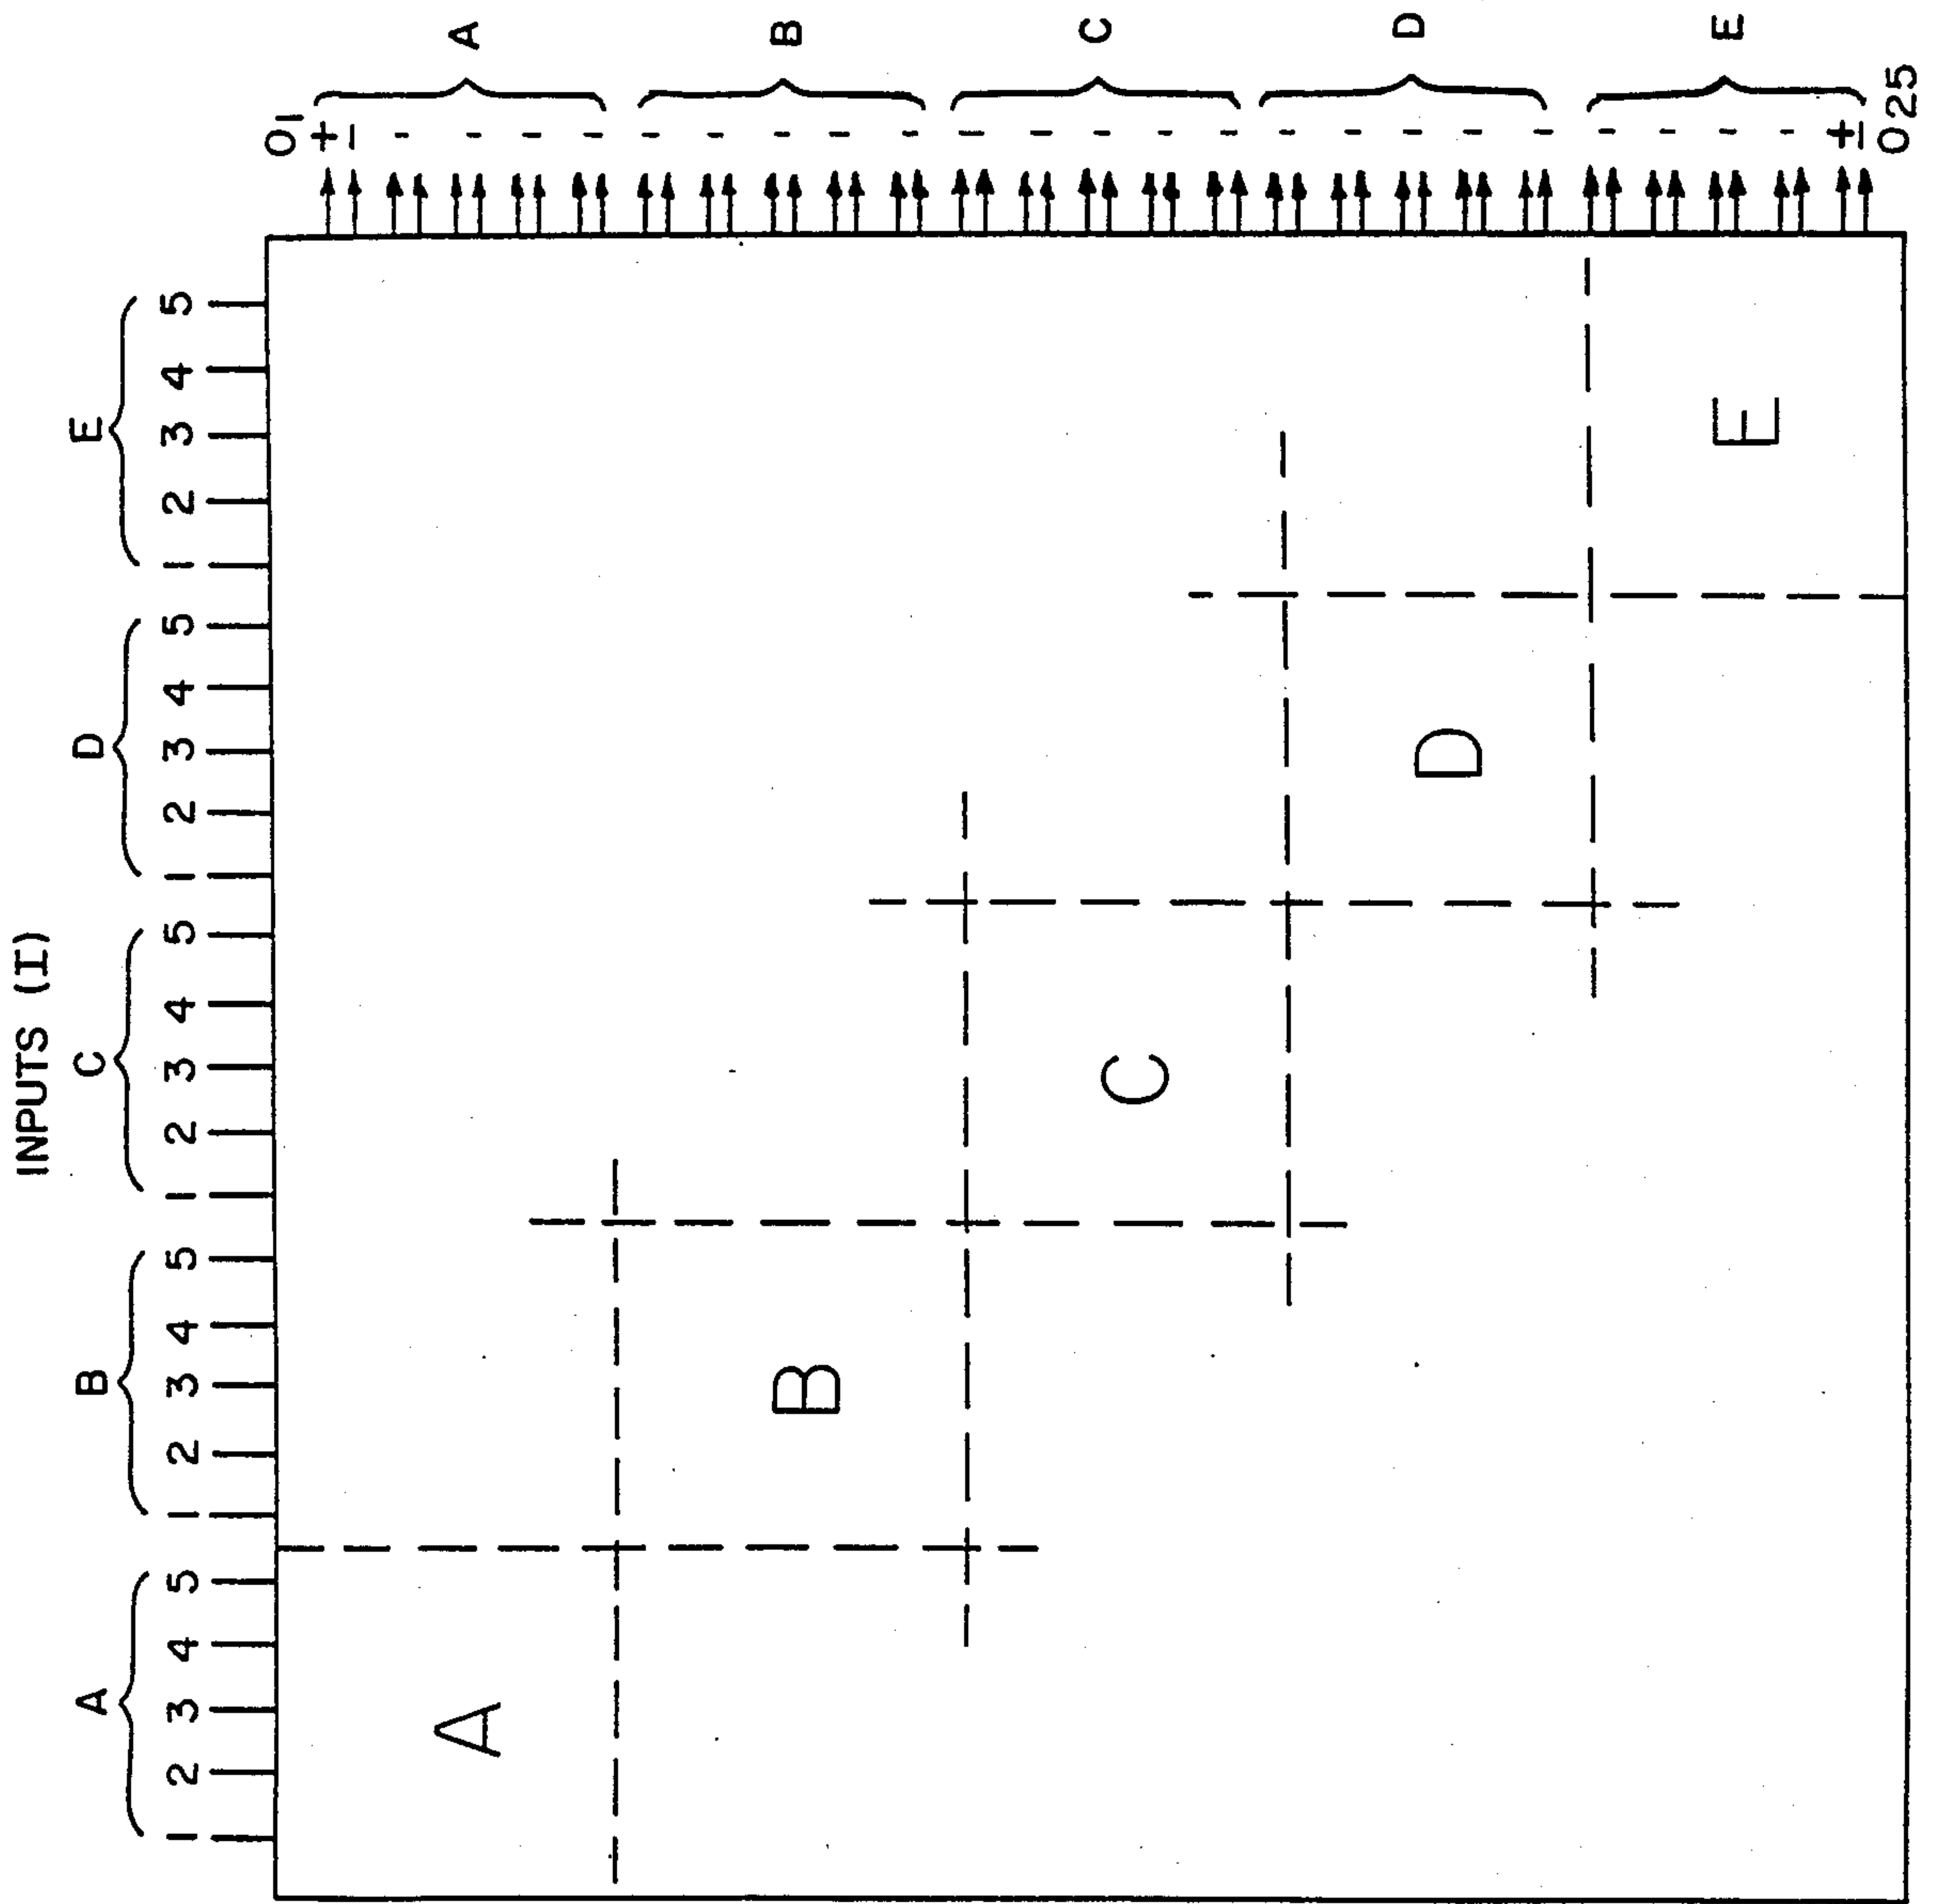 INPUTS (I)
A B C D E
1 2 3 4 5 1 2 3 4 5 1 2 3 4 5 1 2 3 4 5 1 2 3 4 5
O1
+
-
A A
B B
C C
D D
E E
+
-
O25